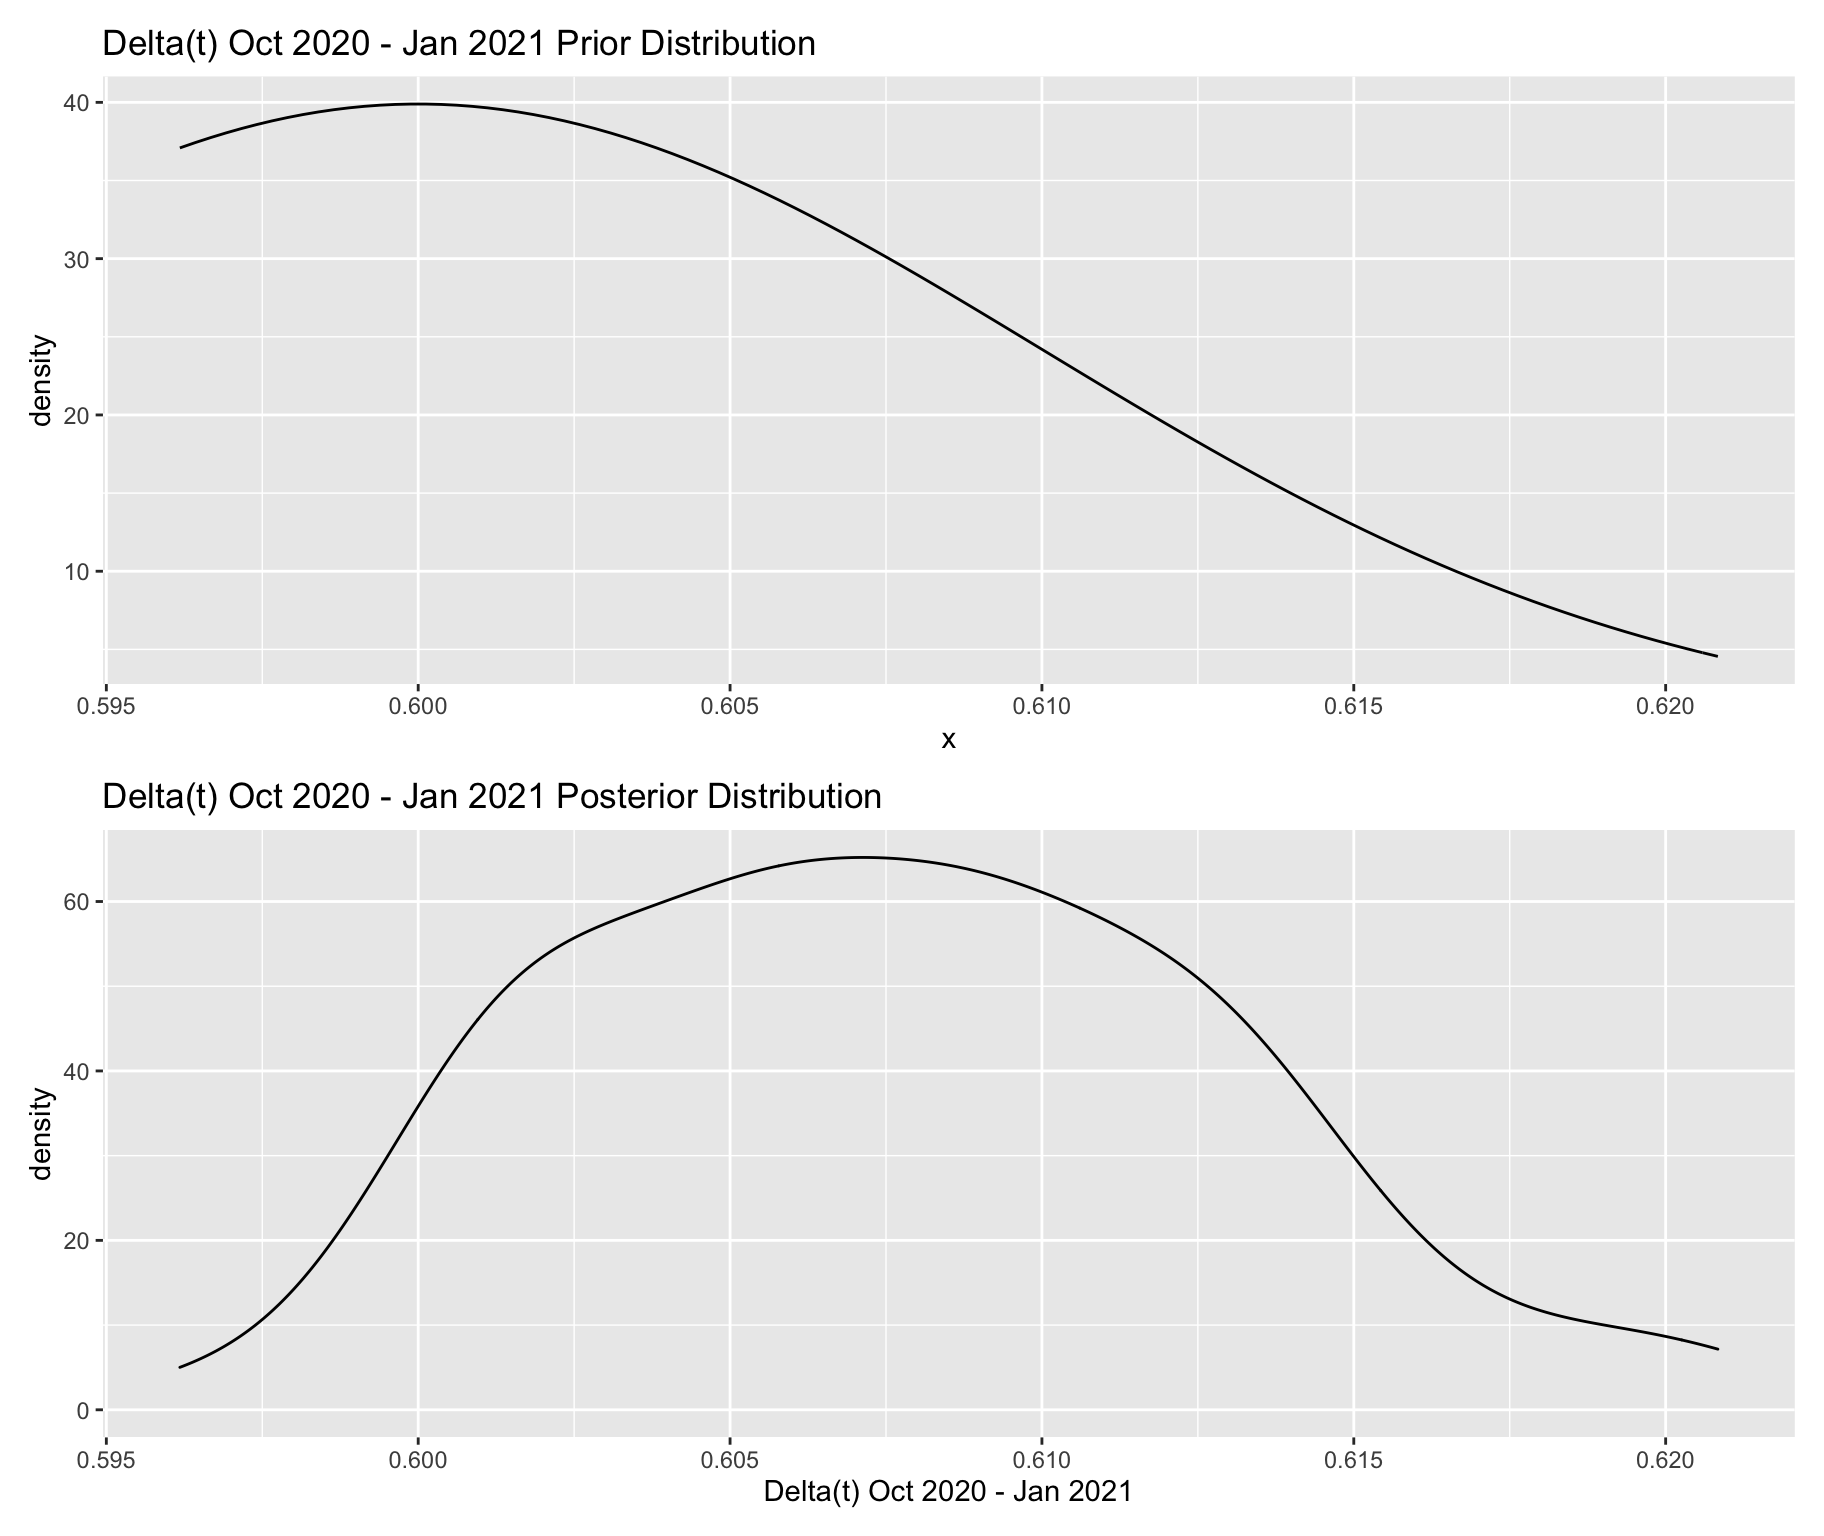 Delta(t) Oct 2020 - Jan 2021 Prior Distribution
40
30
20
10
density
0.595 0.600 0.605 0.610 0.615 0.620
x
Delta(t) Oct 2020 - Jan 2021 Posterior Distribution
60
40
20
0
density
0.595 0.600 0.605 0.610 0.615 0.620
Delta(t) Oct 2020 - Jan 2021